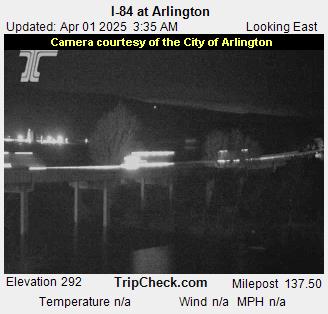 I-84 at Arlington
Updated: Apr 01 2025 3:35 AM Looking East
Camera courtesy of the City of Arlington
Elevation 292 TripCheck.com Milepost 137.50
Temperature n/a Wind n/a MPH n/a